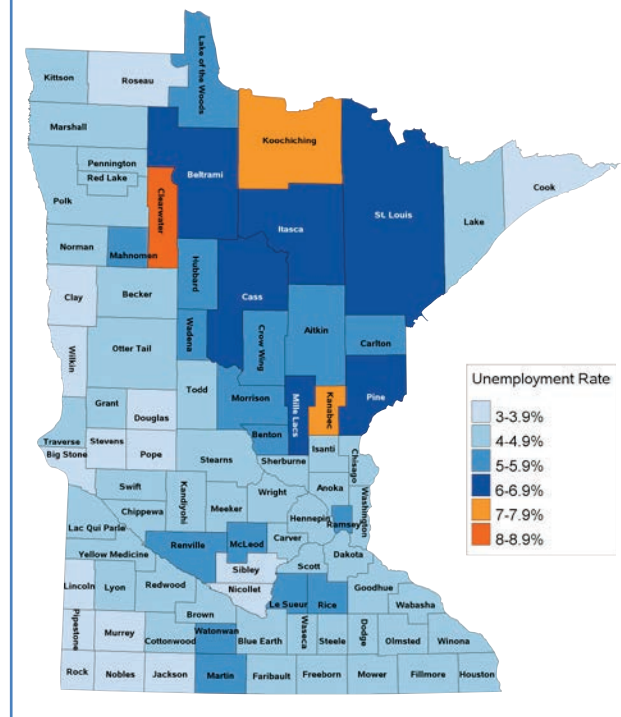 Kittson
Roseau
Lake of the Woods
Marshall
Koochiching
Pennington
Red Lake
Beltrami
Clearwater
Polk
Itasca
St. Louis
Lake
Cook
Norman
Mahnomen
Hubbard
Cass
Clay
Becker
Wadena
Crow Wing
Aitkin
Carlton
Wilkin
Otter Tail
Todd
Morrison
Mille Lacs
Kanabec
Pine
Grant
Douglas
Benton
Traverse
Stevens
Pope
Stearns
Sherburne
Isanti
Chisago
Big Stone
Swift
Kandiyohi
Meeker
Wright
Anoka
Washington
Chippewa
Hennepin
Ramsey
Lac Qui Parle
Renville
McLeod
Carver
Yellow Medicine
Sibley
Scott
Dakota
Lincoln
Lyon
Redwood
Nicollet
Le Sueur
Rice
Goodhue
Wabasha
Pipestone
Murrey
Cottonwood
Brown
Watonwan
Blue Earth
Waseca
Steele
Dodge
Olmsted
Winona
Rock
Nobles
Jackson
Martin
Faribault
Freeborn
Mower
Fillmore
Houston
Unemployment Rate
3-3.9%
4-4.9%
5-5.9%
6-6.9%
7-7.9%
8-8.9%